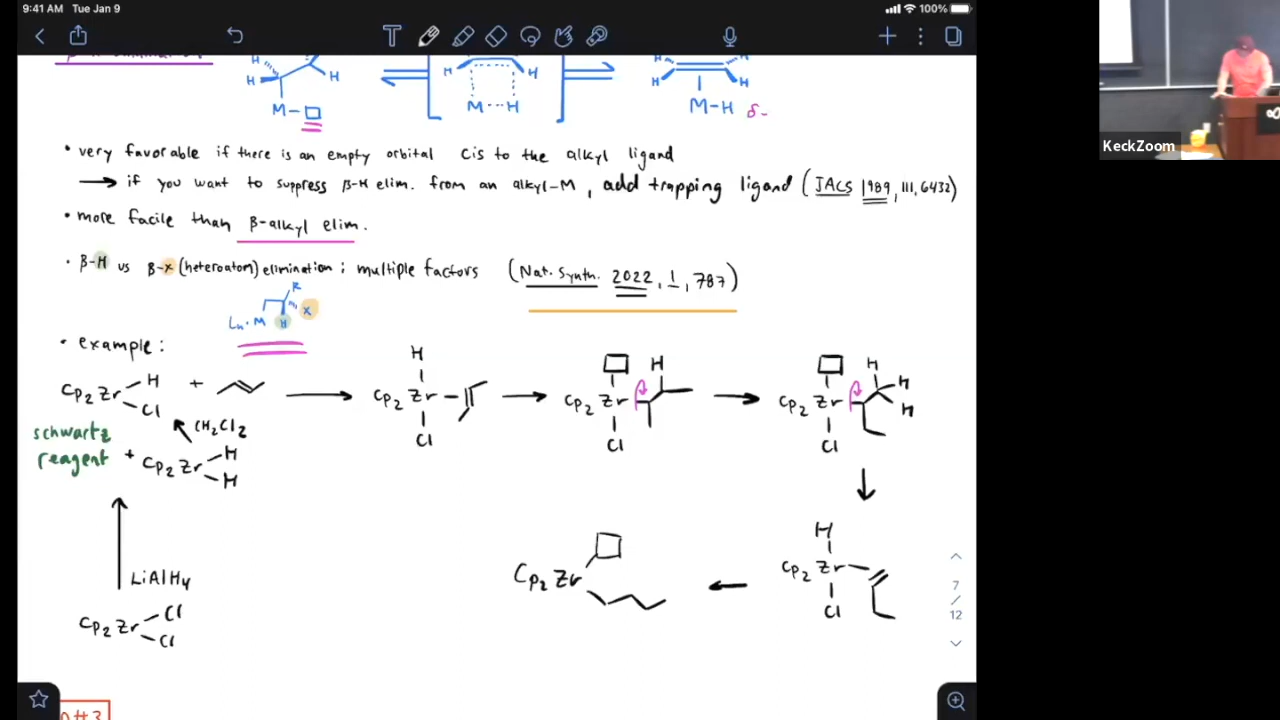 9:41 AM Tue Jan 9
100%
H
H
H
M
M H
H
H
H
H
H
M-H δ-
• very favorable if there is an empty orbital cis to the alkyl ligand
→ if you want to suppress β-H elim. from an alkyl-M, add trapping ligand (JACS 1989, 111, 6432)
• more facile than β-alkyl elim.
• β-H vs β-X (heteroatom) elimination: multiple factors (Nat. Synth. 2022, 1, 787)
R
X
Ln·M H
• example:
Cp2Zr H Cl + → H Cp2Zr Cl → Cp2Zr H Cl → Cp2Zr H H H Cl
CH2Cl2
schwartz reagent
+ Cp2Zr H H
LiAlH4
Cp2Zr Cl Cl
H Cp2Zr Cl
Cp2Zr
7 / 12
KeckZoom